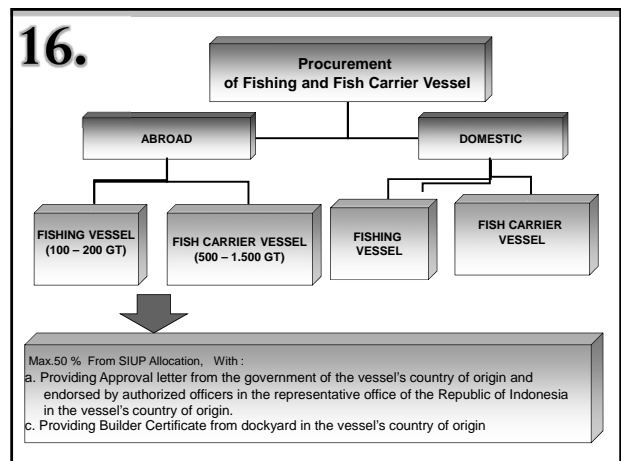 16.
Procurement
of Fishing and Fish Carrier Vessel
ABROAD
DOMESTIC
FISHING VESSEL
(100 – 200 GT)
FISH CARRIER VESSEL
(500 – 1.500 GT)
FISHING
VESSEL
FISH CARRIER
VESSEL
Max.50 % From SIUP Allocation, With :
a. Providing Approval letter from the government of the vessel's country of origin and
endorsed by authorized officers in the representative office of the Republic of Indonesia
in the vessel's country of origin.
c. Providing Builder Certificate from dockyard in the vessel's country of origin